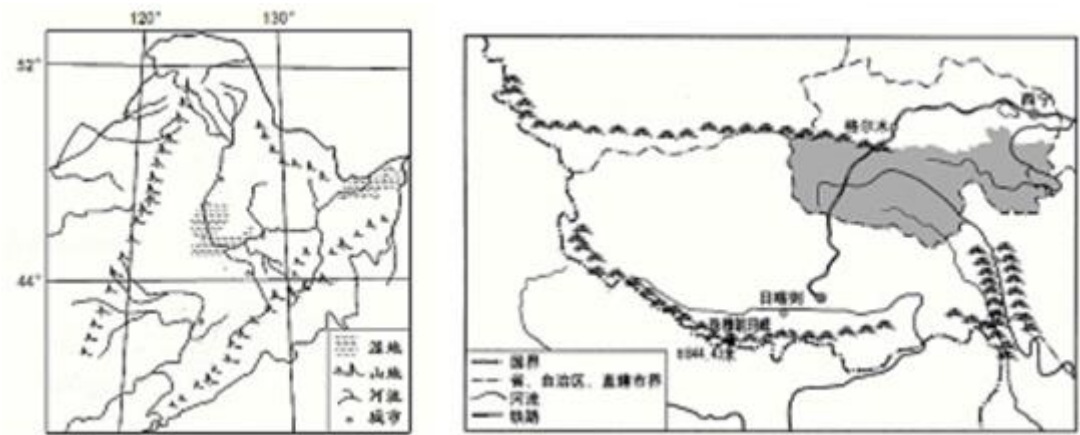 120°
130°
52°
44°
湿地
山地
河流
城市
西宁
格尔木
日喀则
珠穆朗玛峰
8844.43米
国界
省、自治区、直辖市界
河流
铁路